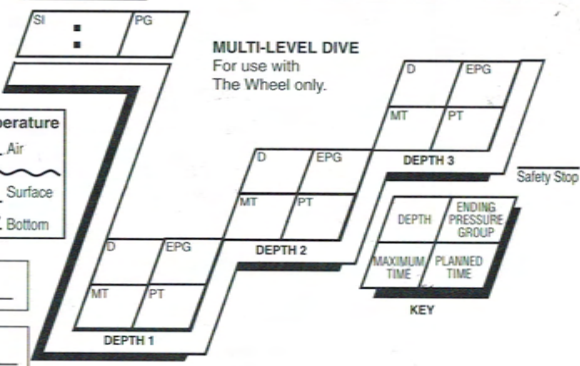 SI : PG
MULTI-LEVEL DIVE
For use with
The Wheel only.
D EPG
MT PT
DEPTH 3
Safety Stop
perature
Air
Surface
Bottom
D EPG
MT PT
DEPTH 2
D EPG
MT PT
DEPTH 1
DEPTH
ENDING
PRESSURE
GROUP
MAXIMUM
TIME
PLANNED
TIME
KEY